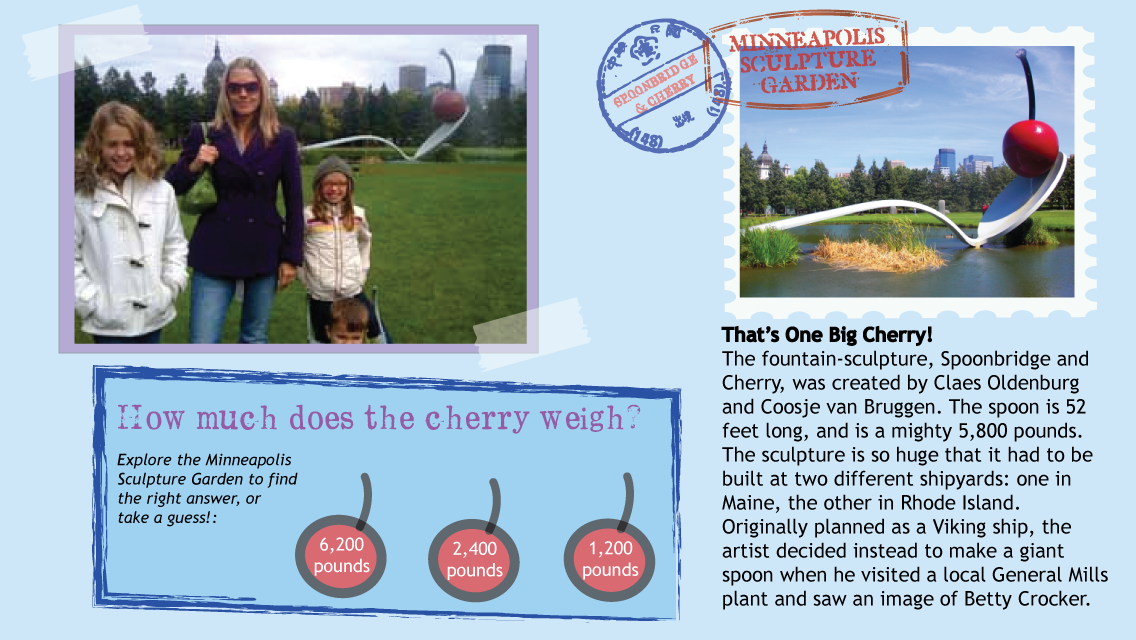 SPOONBRIDGE
& CHERRY
(148)
(148)
MINNEAPOLIS
SCULPTURE
GARDEN
That's One Big Cherry!
The fountain-sculpture, Spoonbridge and
Cherry, was created by Claes Oldenburg
and Coosje van Bruggen. The spoon is 52
feet long, and is a mighty 5,800 pounds.
The sculpture is so huge that it had to be
built at two different shipyards: one in
Maine, the other in Rhode Island.
Originally planned as a Viking ship, the
artist decided instead to make a giant
spoon when he visited a local General Mills
plant and saw an image of Betty Crocker.
How much does the cherry weigh?
Explore the Minneapolis
Sculpture Garden to find
the right answer, or
take a guess!:
6,200
pounds
2,400
pounds
1,200
pounds